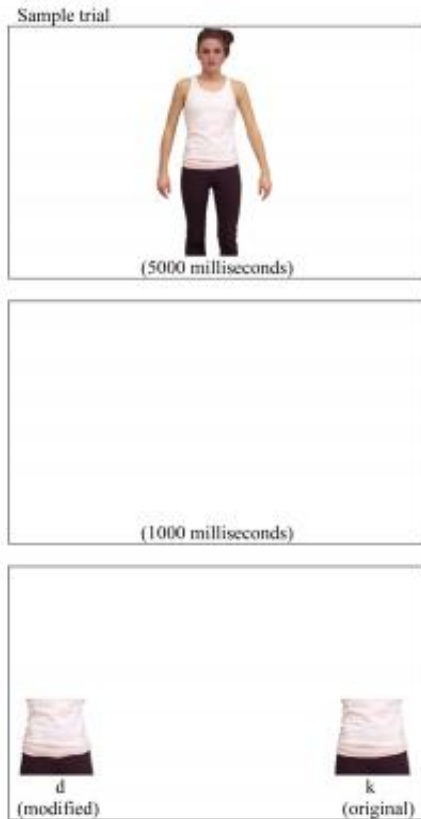 Sample trial
(5000 milliseconds)
(1000 milliseconds)
d
(modified)
k
(original)